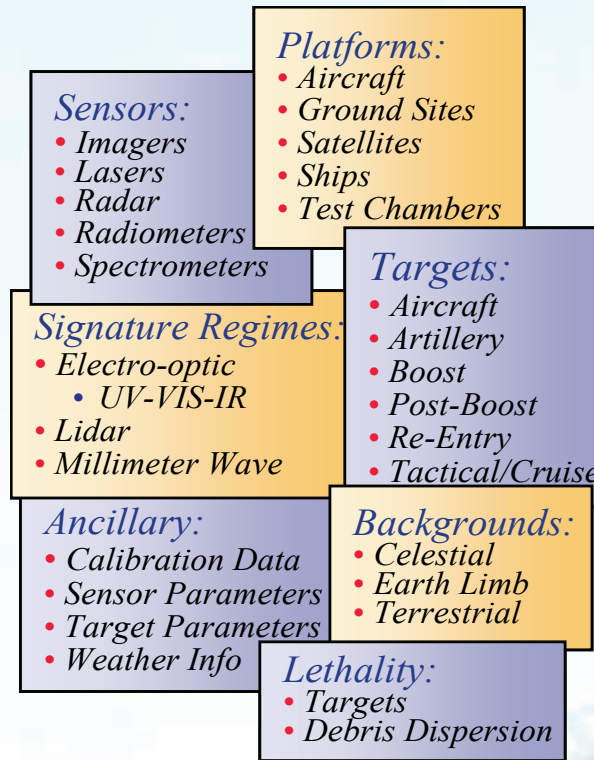 Platforms:
• Aircraft
• Ground Sites
• Satellites
• Ships
• Test Chambers
Sensors:
• Imagers
• Lasers
• Radar
• Radiometers
• Spectrometers
Targets:
• Aircraft
• Artillery
• Boost
• Post-Boost
• Re-Entry
• Tactical/Cruise
Signature Regimes:
• Electro-optic
• UV-VIS-IR
• Lidar
• Millimeter Wave
Ancillary:
• Calibration Data
• Sensor Parameters
• Target Parameters
• Weather Info
Backgrounds:
• Celestial
• Earth Limb
• Terrestrial
Lethality:
• Targets
• Debris Dispersion